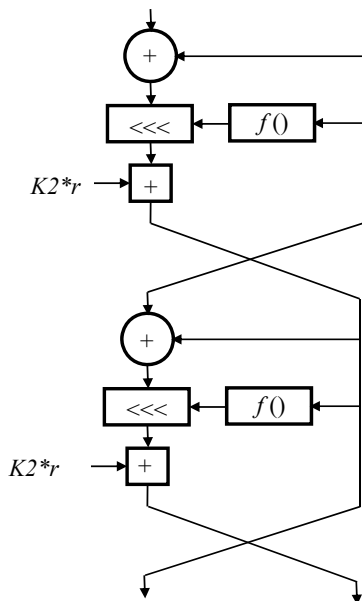 +
<<< f()
K2*r +
+
<<< f()
K2*r +